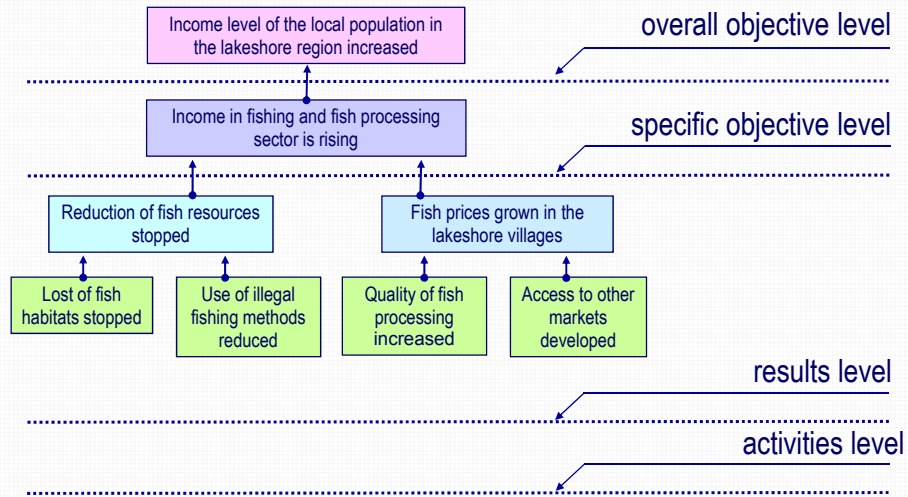 Income level of the local population in
the lakeshore region increased
overall objective level
Income in fishing and fish processing
sector is rising
specific objective level
Reduction of fish resources
stopped
Fish prices grown in the
lakeshore villages
Lost of fish
habitats stopped
Use of illegal
fishing methods
reduced
Quality of fish
processing
increased
Access to other
markets
developed
results level
activities level